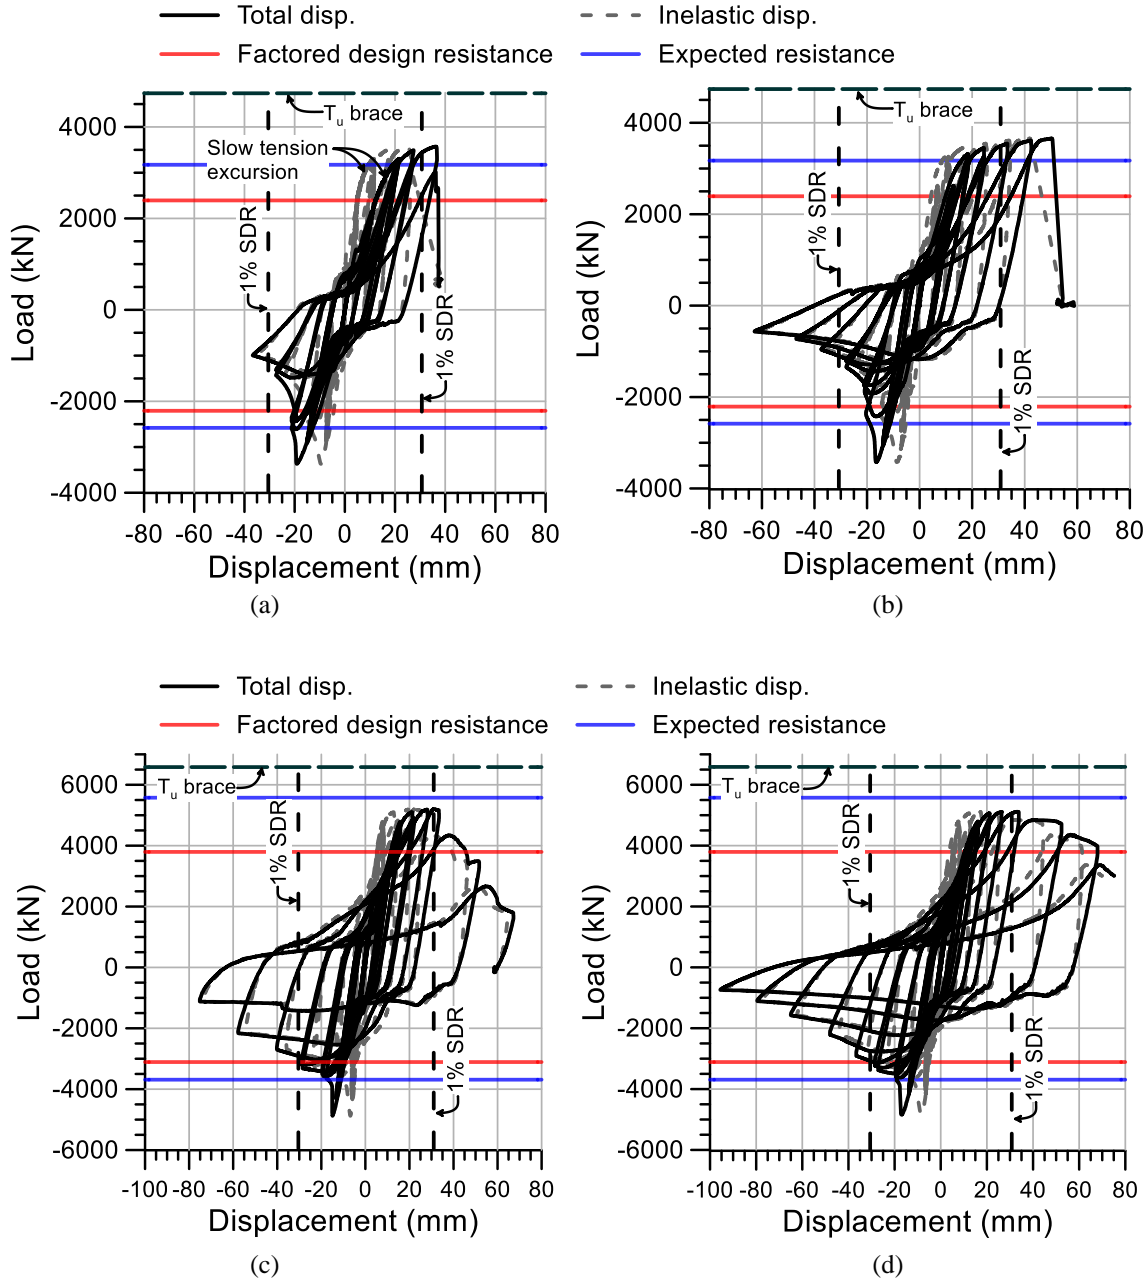 Total disp.
Inelastic disp.
Factored design resistance
Expected resistance
4000
2000
0
-2000
-4000
Load (kN)
T_u brace
Slow tension
excursion
1% SDR
1% SDR
-80 -60 -40 -20 0 20 40 60 80
Displacement (mm)
(a)
4000
2000
0
-2000
-4000
Load (kN)
T_u brace
1% SDR
1% SDR
-80 -60 -40 -20 0 20 40 60 80
Displacement (mm)
(b)
Total disp.
Inelastic disp.
Factored design resistance
Expected resistance
6000
4000
2000
0
-2000
-4000
-6000
Load (kN)
T_u brace
1% SDR
1% SDR
-100 -80 -60 -40 -20 0 20 40 60 80
Displacement (mm)
(c)
6000
4000
2000
0
-2000
-4000
-6000
Load (kN)
T_u brace
1% SDR
1% SDR
-100 -80 -60 -40 -20 0 20 40 60 80
Displacement (mm)
(d)